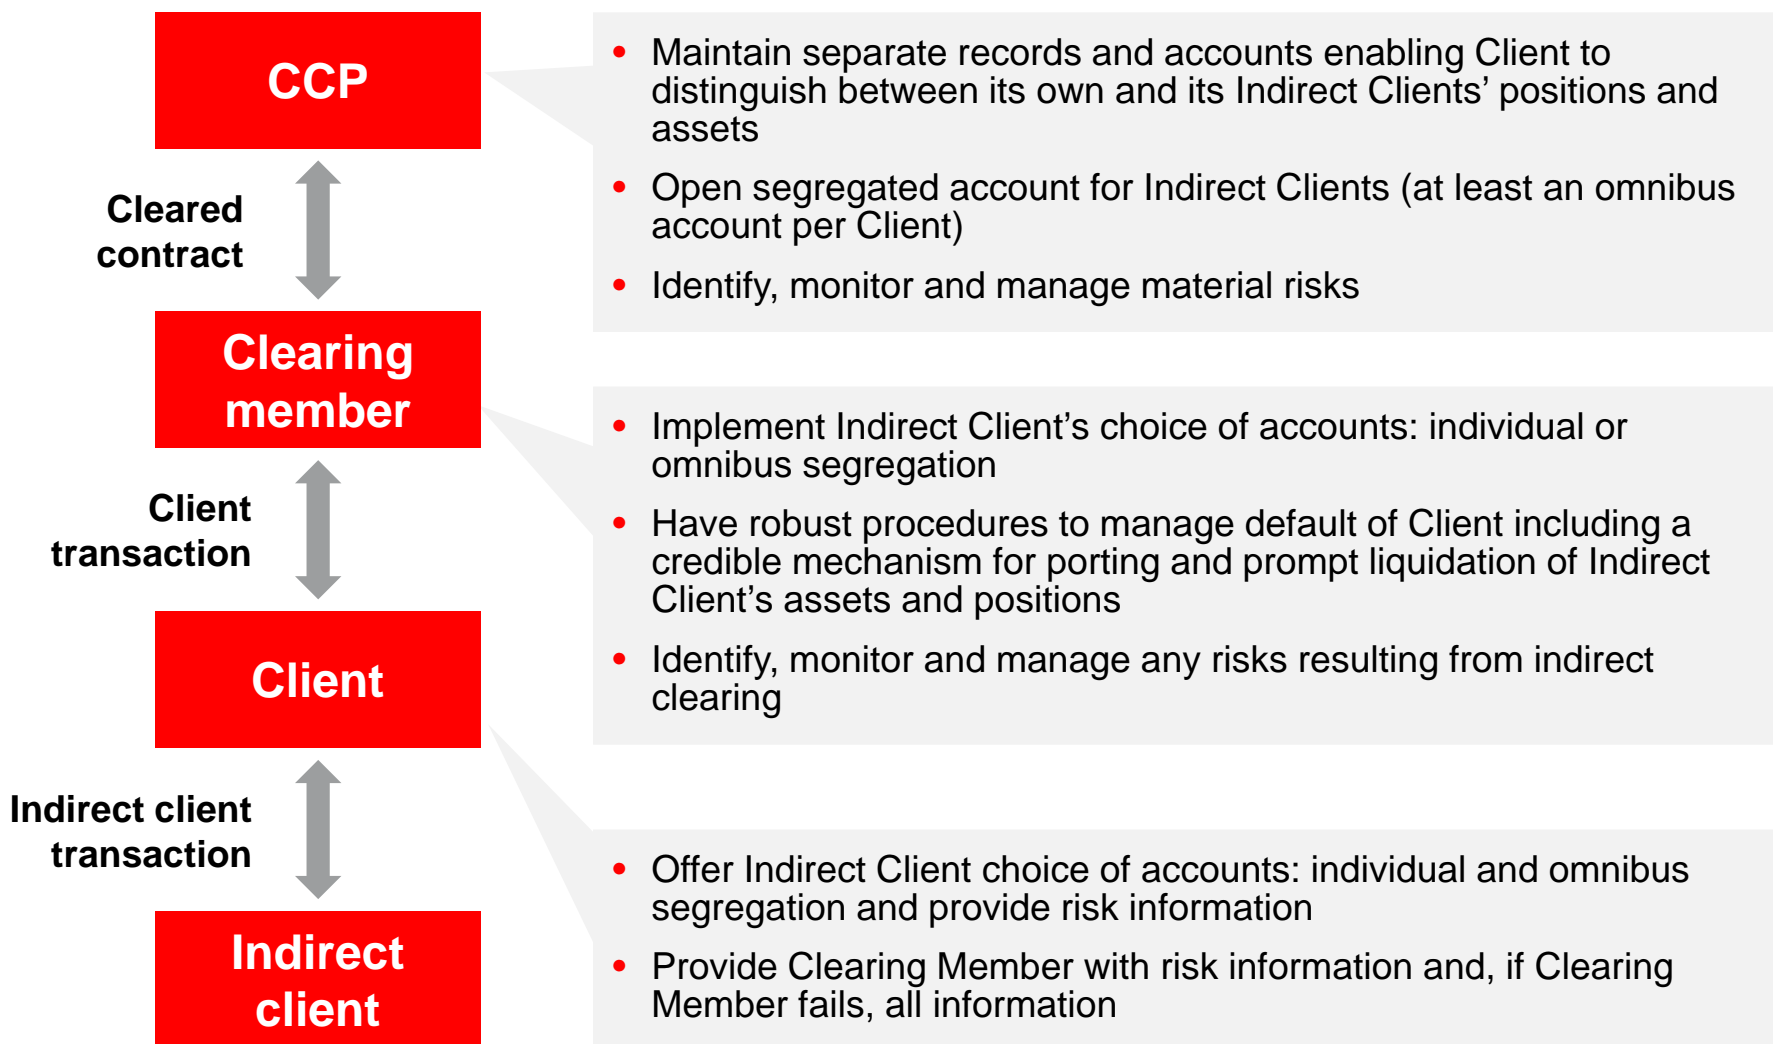 CCP
• Maintain separate records and accounts enabling Client to
distinguish between its own and its Indirect Clients’ positions and
assets
• Open segregated account for Indirect Clients (at least an omnibus
account per Client)
• Identify, monitor and manage material risks
Cleared
contract
Clearing
member
• Implement Indirect Client’s choice of accounts: individual or
omnibus segregation
• Have robust procedures to manage default of Client including a
credible mechanism for porting and prompt liquidation of Indirect
Client’s assets and positions
• Identify, monitor and manage any risks resulting from indirect
clearing
Client
transaction
Client
Indirect client
transaction
• Offer Indirect Client choice of accounts: individual and omnibus
segregation and provide risk information
• Provide Clearing Member with risk information and, if Clearing
Member fails, all information
Indirect
client